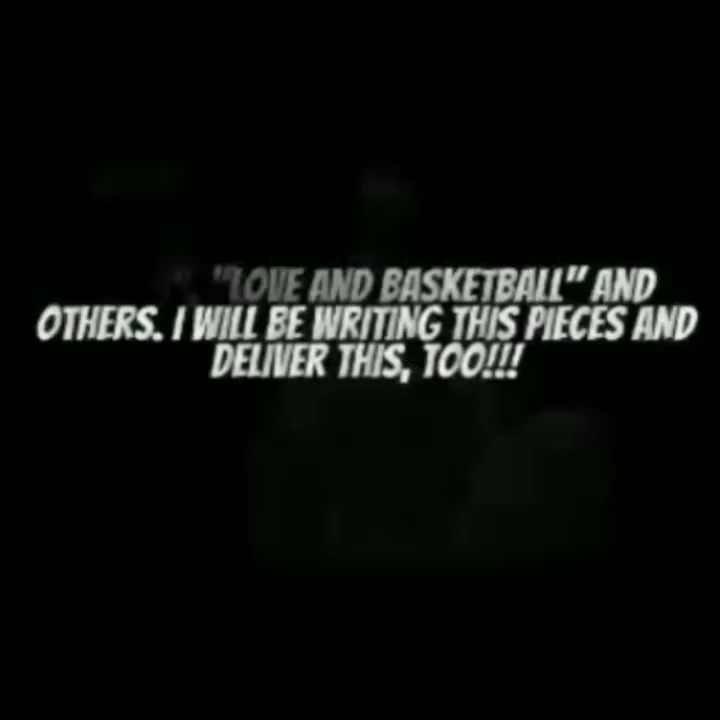 "LOVE AND BASKETBALL" AND
OTHERS. I WILL BE WRITING THIS PIECES AND
DELIVER THIS, TOO!!!